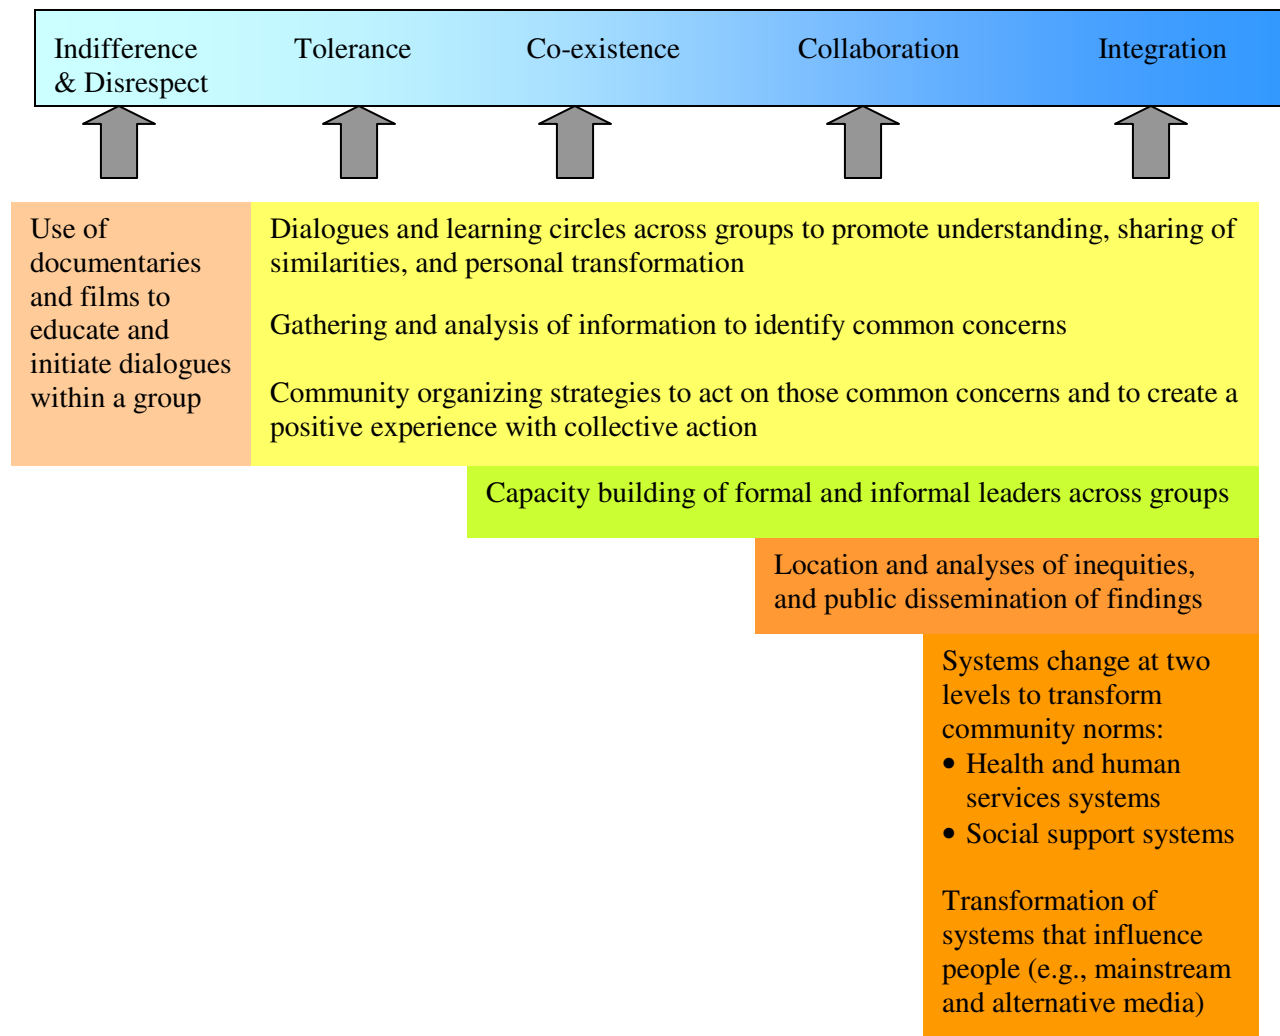 Indifference
& Disrespect
Tolerance
Co-existence
Collaboration
Integration
Use of
documentaries
and films to
educate and
initiate dialogues
within a group
Dialogues and learning circles across groups to promote understanding, sharing of
similarities, and personal transformation
Gathering and analysis of information to identify common concerns
Community organizing strategies to act on those common concerns and to create a
positive experience with collective action
Capacity building of formal and informal leaders across groups
Location and analyses of inequities,
and public dissemination of findings
Systems change at two
levels to transform
community norms:
• Health and human
services systems
• Social support systems
Transformation of
systems that influence
people (e.g., mainstream
and alternative media)